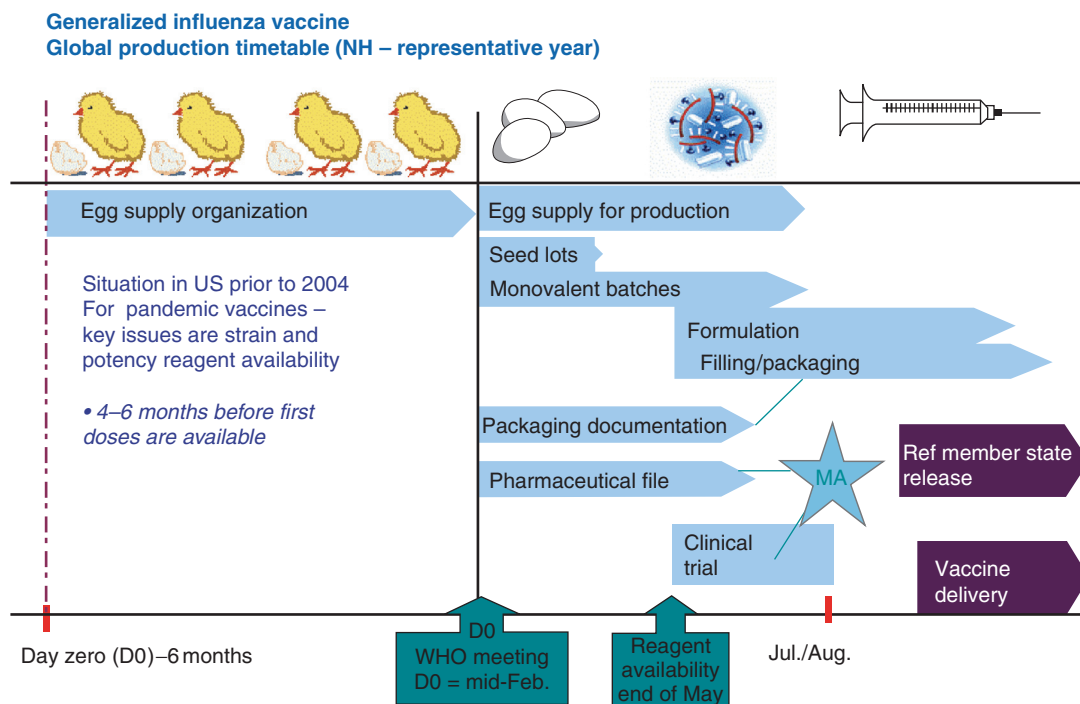 Generalized influenza vaccine
Global production timetable (NH – representative year)
Egg supply organization
Egg supply for production
Seed lots
Monovalent batches
Situation in US prior to 2004
For pandemic vaccines –
key issues are strain and
potency reagent availability
• 4–6 months before first
doses are available
Formulation
Filling/packaging
Packaging documentation
Pharmaceutical file
MA
Ref member state
release
Clinical
trial
Vaccine
delivery
Day zero (D0)–6 months
D0
WHO meeting
D0 = mid-Feb.
Reagent
availability
end of May
Jul./Aug.